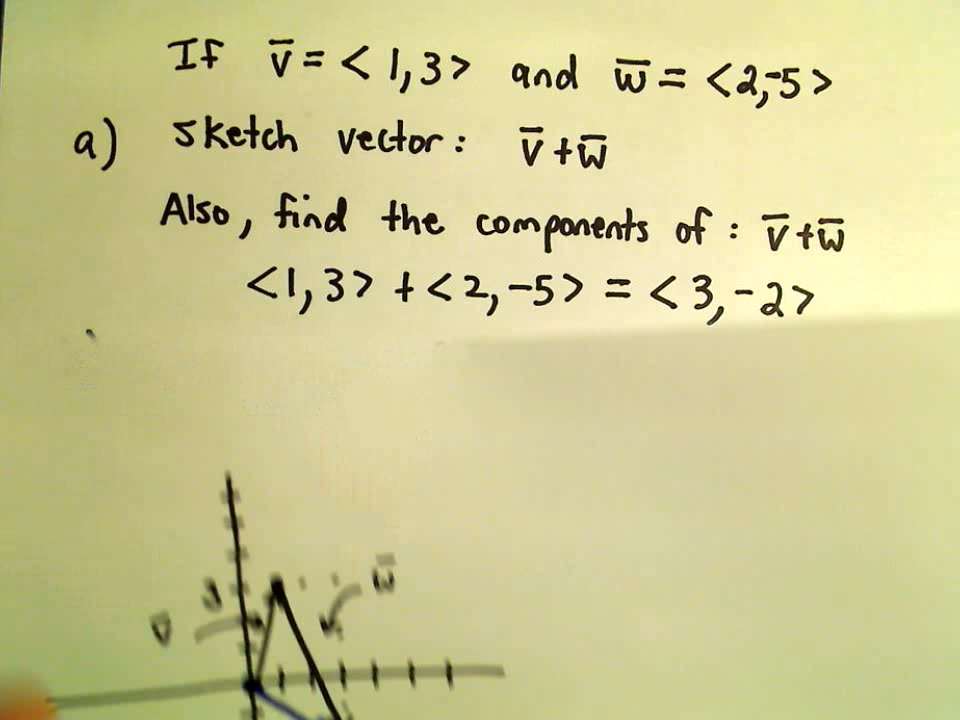 If v̅ = < 1, 3 > and w̅ = < 2, -5 >
a) Sketch vector: v̅ + w̅
Also, find the components of: v̅ + w̅
< 1, 3 > + < 2, -5 > = < 3, -2 >
w̅
3
v̅